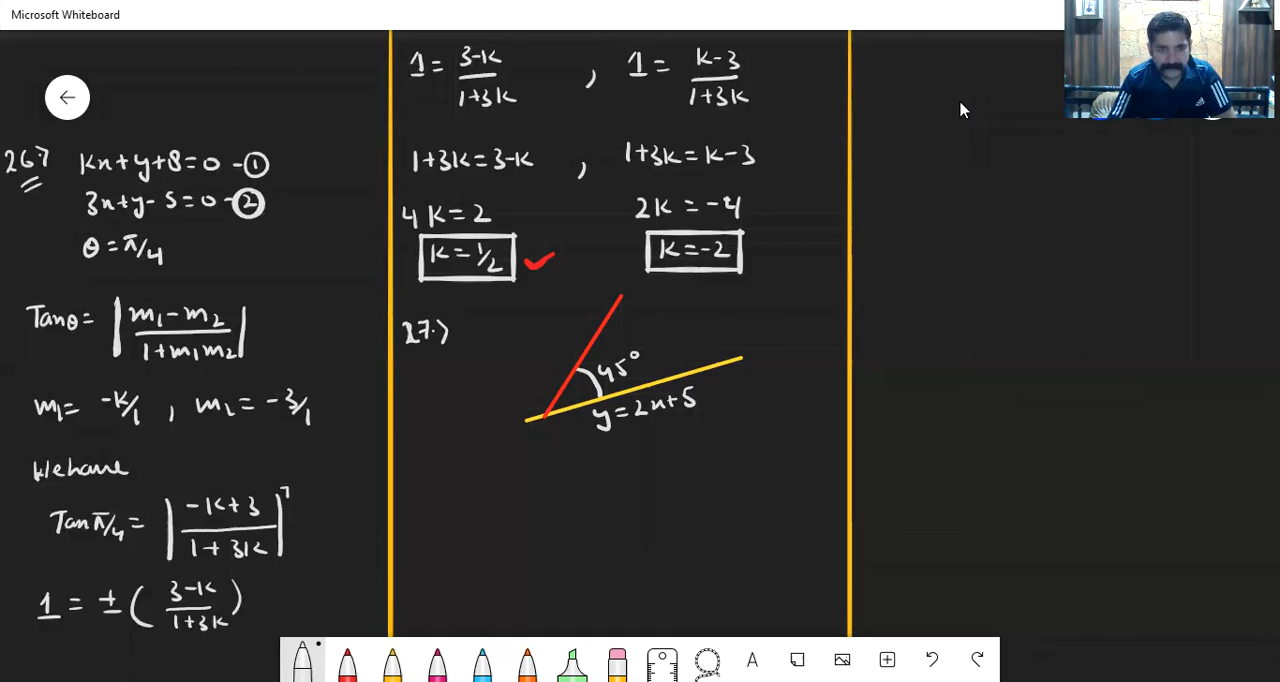 Microsoft Whiteboard
26.7
kx+y+8=0 -①
3x+y-5=0 -②
θ = π/4
Tanθ = |m₁-m₂ / 1+m₁m₂|
m₁= -k/1 , m₂ = -3/1
We have
Tan π/4 = |-k+3 / 1+3k|
1 = ± (3-k / 1+3k)
1 = 3-k / 1+3k , 1 = k-3 / 1+3k
1+3k = 3-k , 1+3k = k-3
4k = 2
2k = -4
k = 1/2
k = -2
27.)
45°
y = 2x+5
A